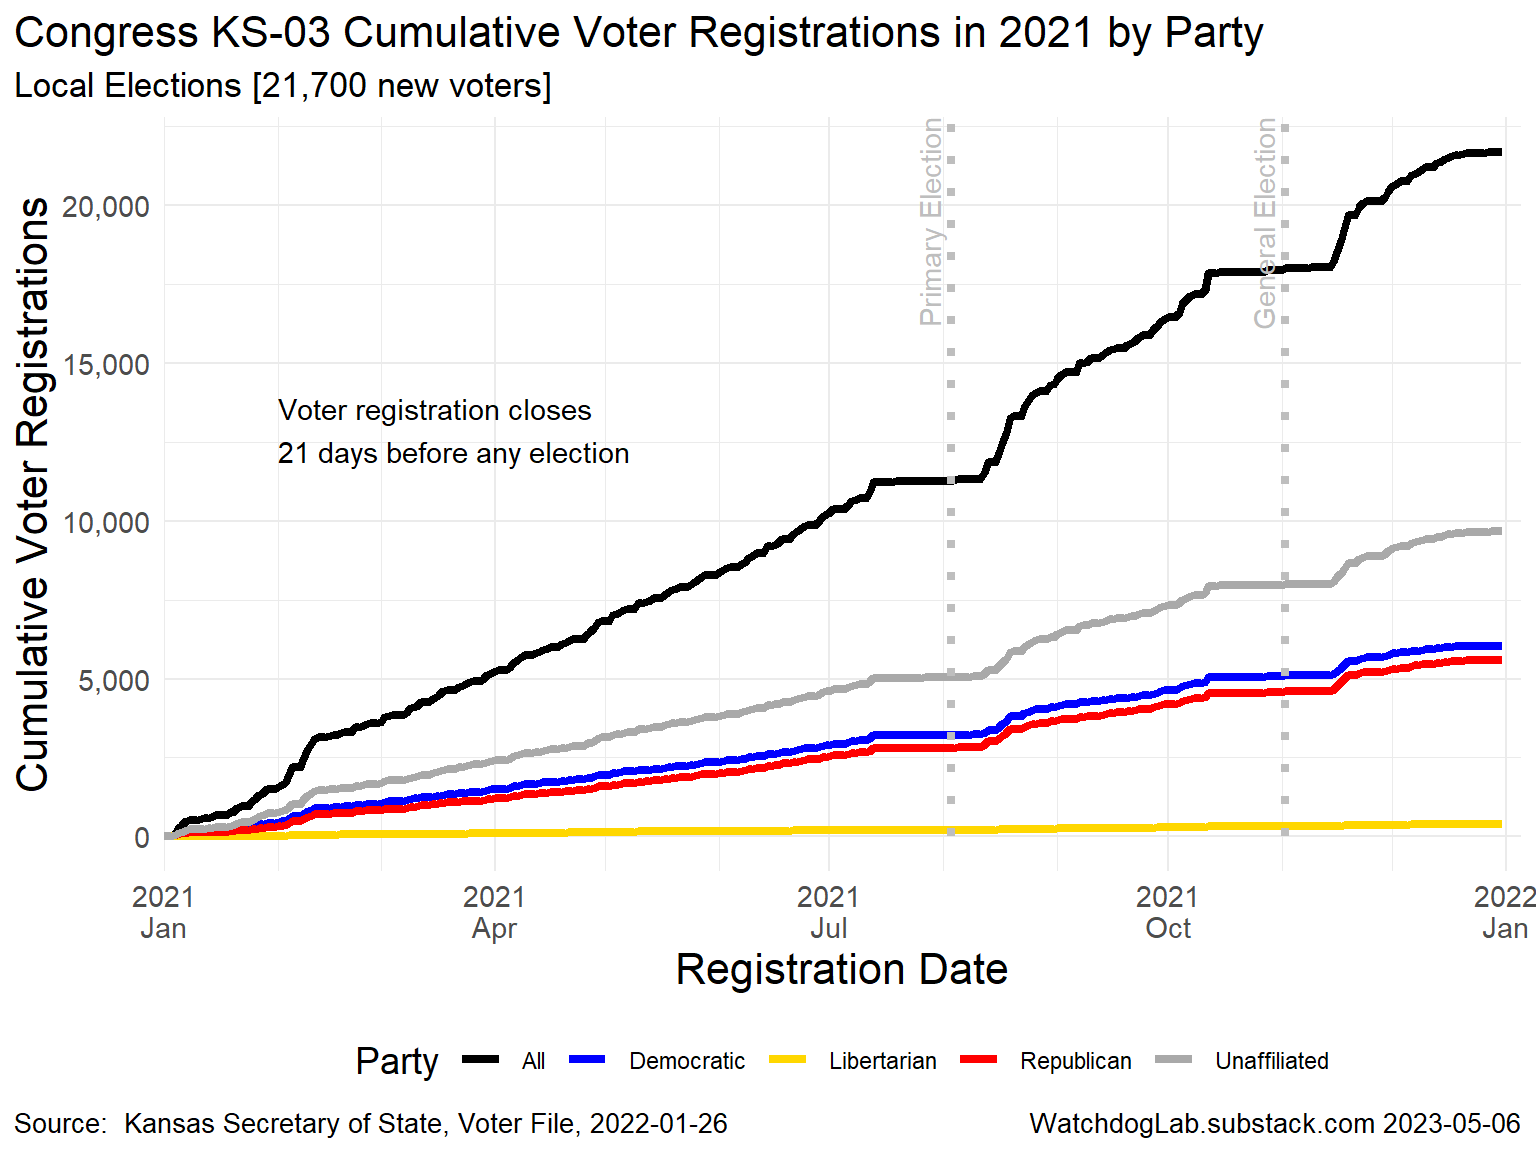 Congress KS-03 Cumulative Voter Registrations in 2021 by Party
Local Elections [21,700 new voters]
Cumulative Voter Registrations
20,000
15,000
10,000
5,000
0
Primary Election
General Election
Voter registration closes
21 days before any election
2021
Jan
2021
Apr
2021
Jul
2021
Oct
2022
Jan
Registration Date
Party
All
Democratic
Libertarian
Republican
Unaffiliated
Source:  Kansas Secretary of State, Voter File, 2022-01-26
WatchdogLab.substack.com 2023-05-06